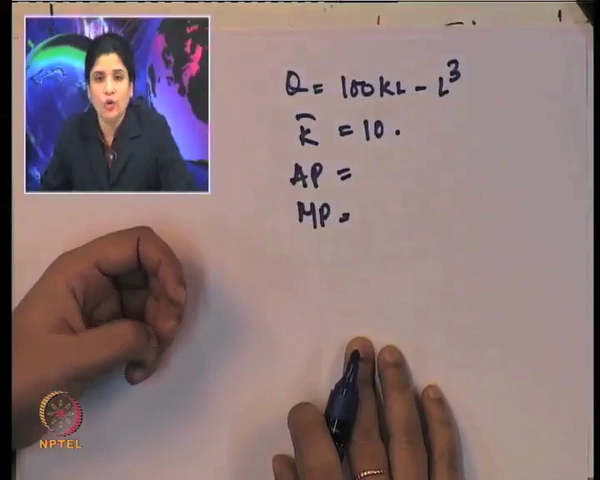 Q = 100KL - L³
K̄ = 10.
AP =
MP =
NPTEL